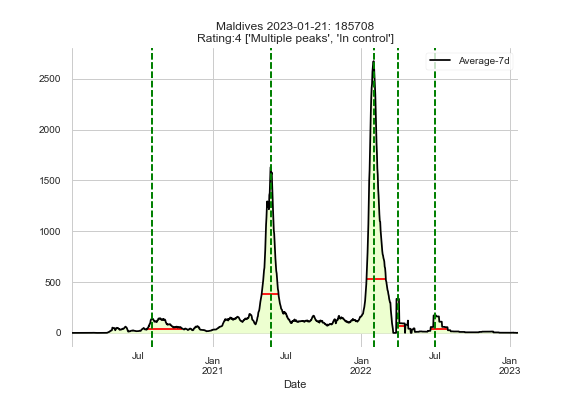 Maldives 2023-01-21: 185708
Rating:4 ['Multiple peaks', 'In control']
Average-7d
2500
2000
1500
1000
500
0
Jul
Jan
2021
Jul
Jan
2022
Jul
Jan
2023
Date